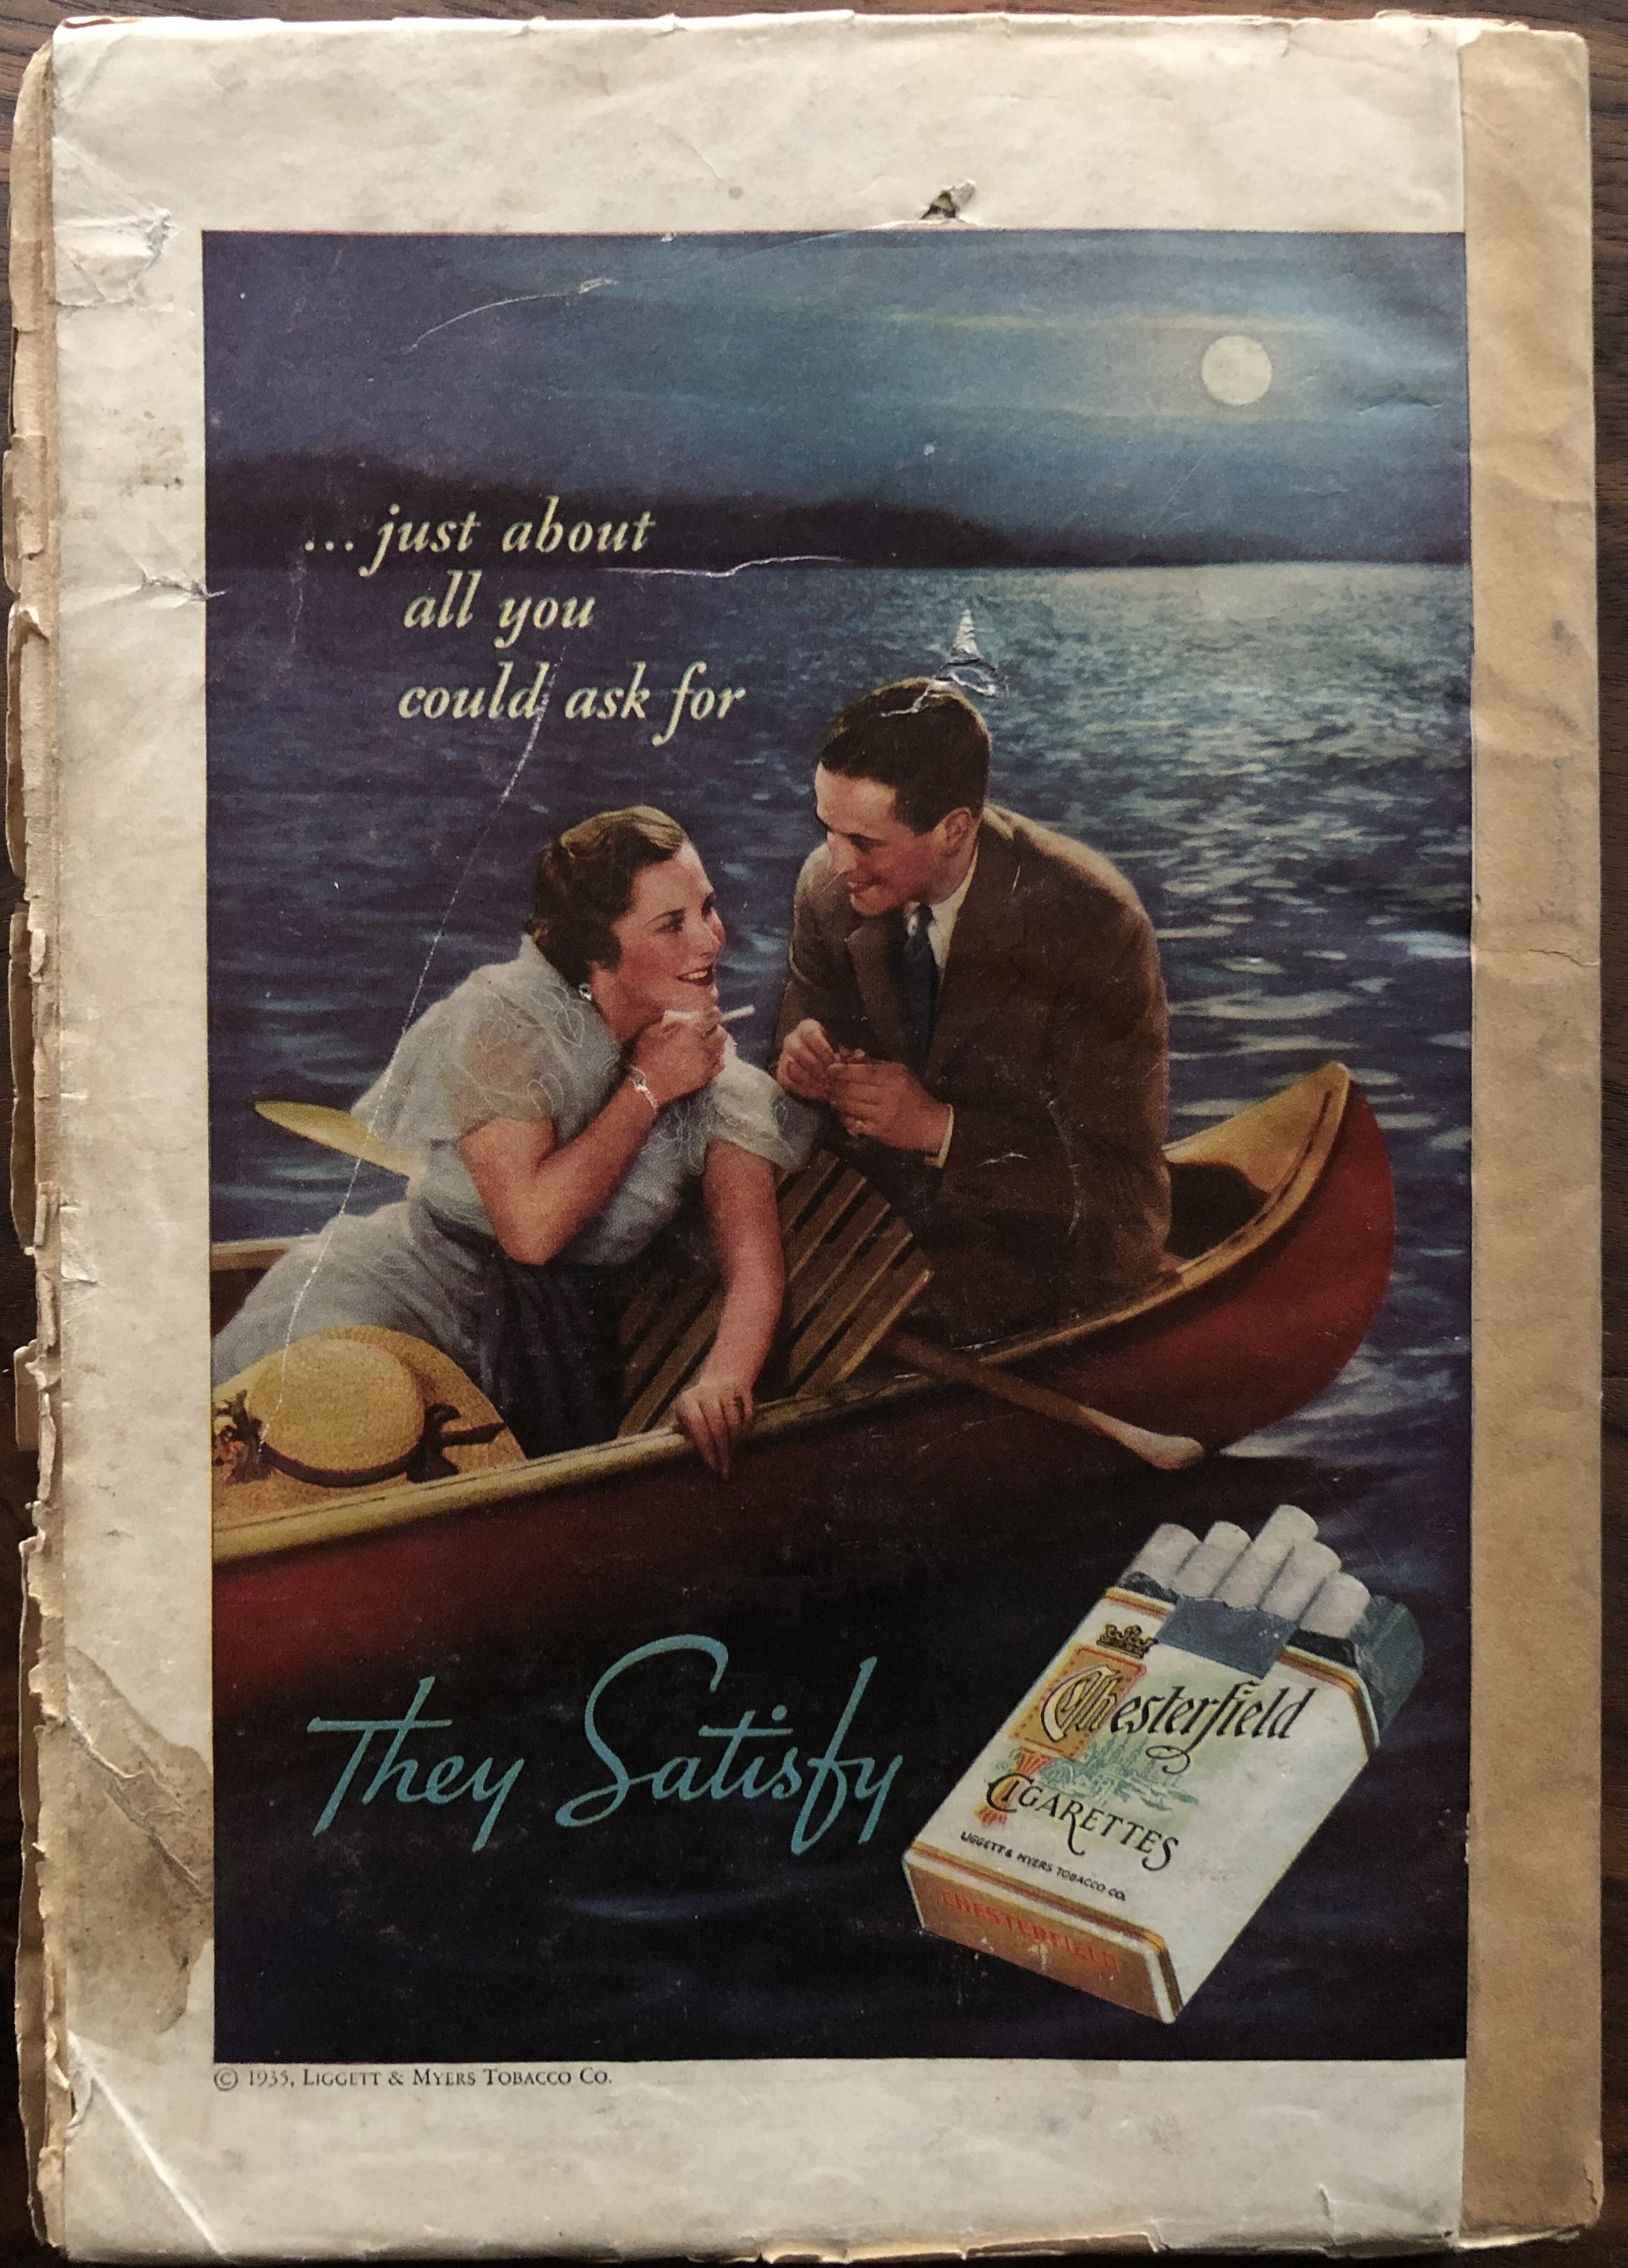 ...just about
all you
could ask for
They Satisfy
Chesterfield
CIGARETTES
LIGGETT & MYERS TOBACCO CO.
CHESTERFIELD
© 1935, LIGGETT & MYERS TOBACCO CO.